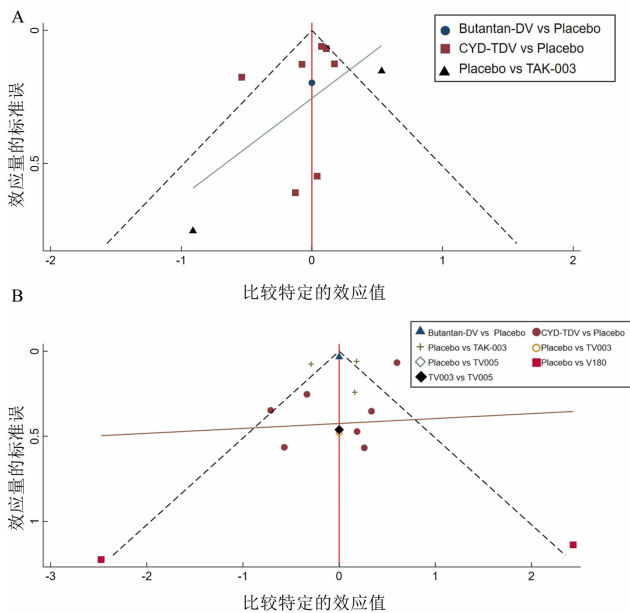 A
Butantan-DV vs Placebo
CYD-TDV vs Placebo
Placebo vs TAK-003
效应量的标准误
0
0.5
-2
-1
0
1
2
比较特定的效应值
B
Butantan-DV vs Placebo
CYD-TDV vs Placebo
Placebo vs TAK-003
Placebo vs TV003
Placebo vs TV005
Placebo vs V180
TV003 vs TV005
效应量的标准误
0
0.5
1
-3
-2
-1
0
1
2
比较特定的效应值